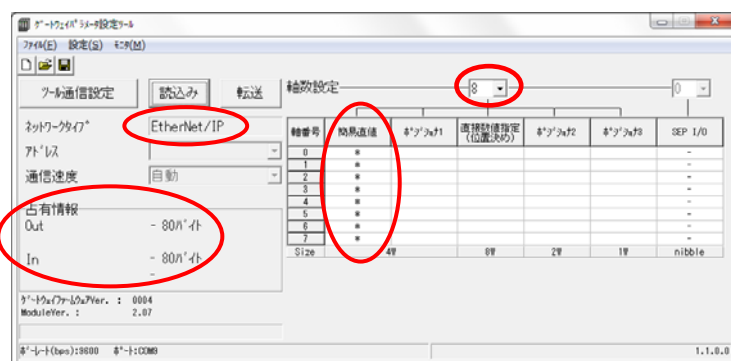 ゲートウェイパラメータ設定ツール
ファイル(F) 設定(S) モニタ(M)
ツール通信設定 読込み 転送 軸数設定 8 0
ネットワークタイプ EtherNet/IP
アドレス
通信速度 自動
占有情報
Out - 80バイト
In - 80バイト
-
ゲートウェイファームウェアVer. : 0004
ModuleVer. : 2.07
軸番号 簡易直値 ポジショナ1 直接数値指定(位置決め) ポジショナ2 ポジショナ3 SEP I/O
0 * -
1 * -
2 * -
3 * -
4 * -
5 * -
6 * -
7 * -
Size 4W 8W 2W 1W nibble
ボーレート(bps):9600 ポート:COM9 1.1.0.0